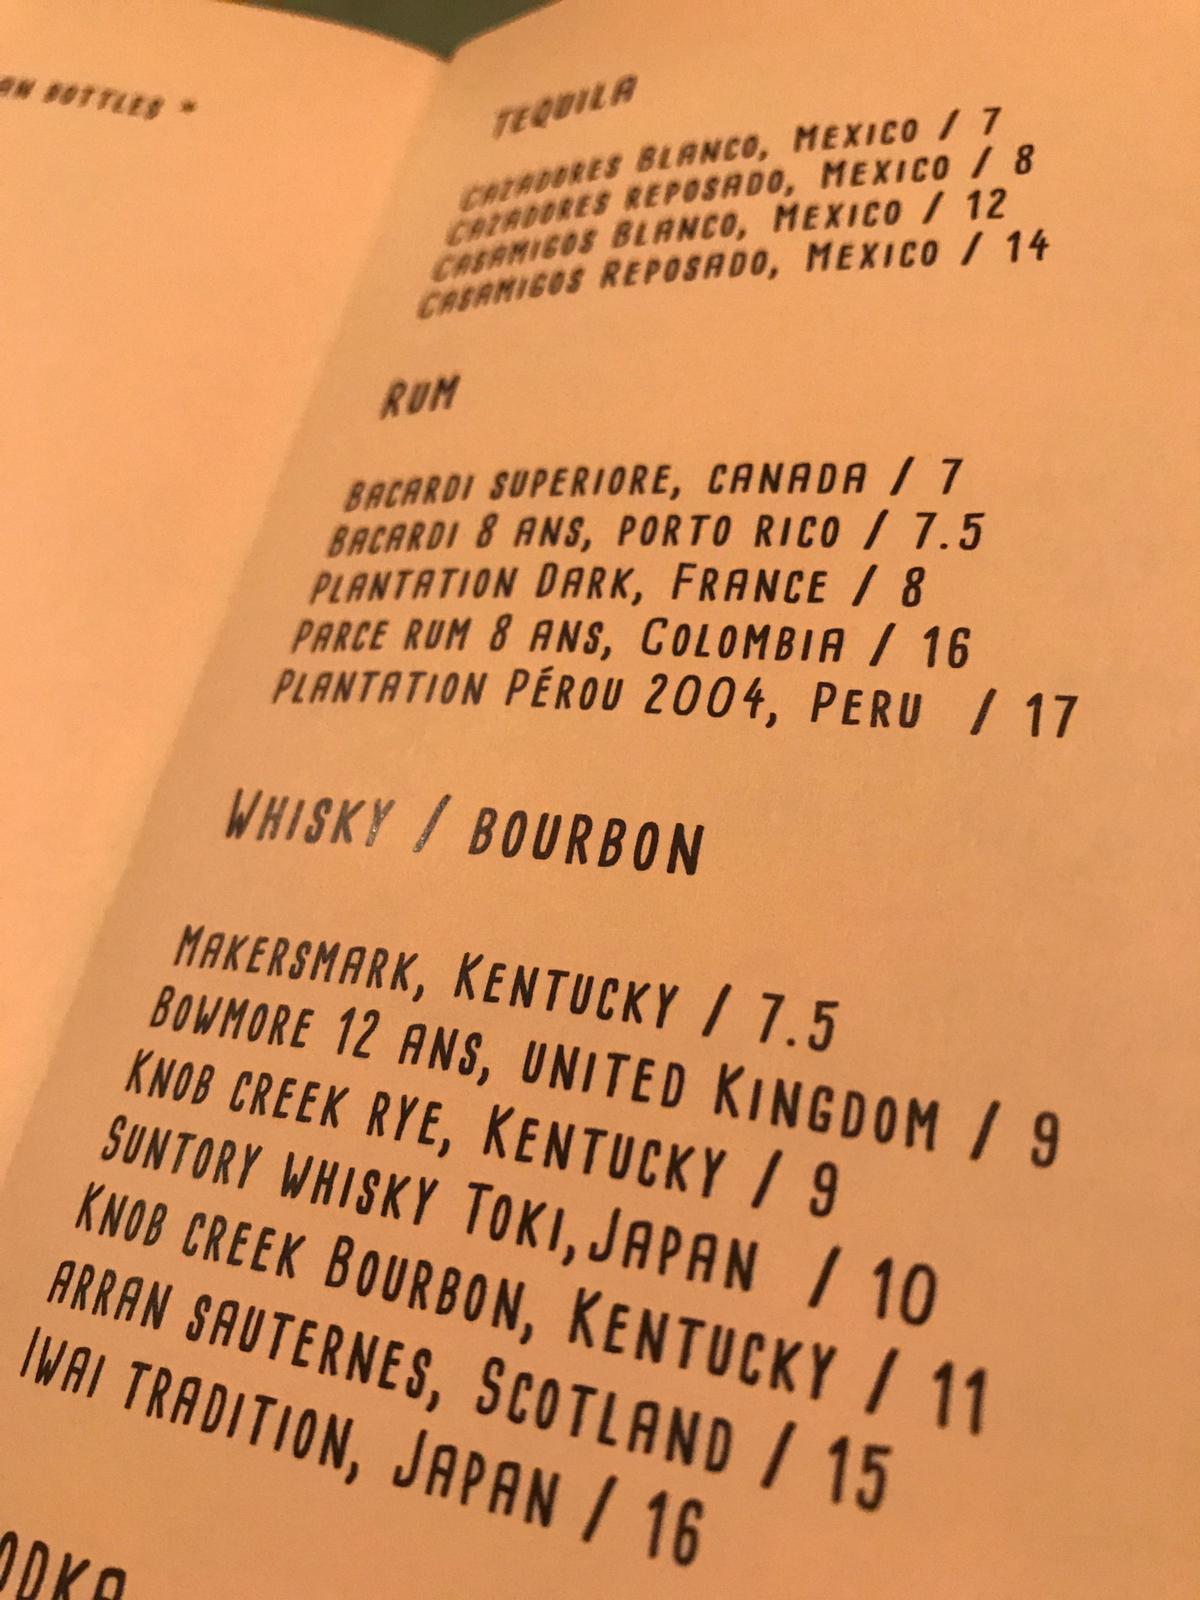 BOTTLES *
TEQUILA
CAZADORES BLANCO, MEXICO / 7
CAZADORES REPOSADO, MEXICO / 8
CASAMIGOS BLANCO, MEXICO / 12
CASAMIGOS REPOSADO, MEXICO / 14
RUM
BACARDI SUPERIORE, CANADA / 7
BACARDI 8 ANS, PORTO RICO / 7.5
PLANTATION DARK, FRANCE / 8
PARCE RUM 8 ANS, COLOMBIA / 16
PLANTATION PÉROU 2004, PERU / 17
WHISKY / BOURBON
MAKERSMARK, KENTUCKY / 7.5
BOWMORE 12 ANS, UNITED KINGDOM / 9
KNOB CREEK RYE, KENTUCKY / 9
SUNTORY WHISKY TOKI, JAPAN / 10
KNOB CREEK BOURBON, KENTUCKY / 11
ARRAN SAUTERNES, SCOTLAND / 15
IWAI TRADITION, JAPAN / 16